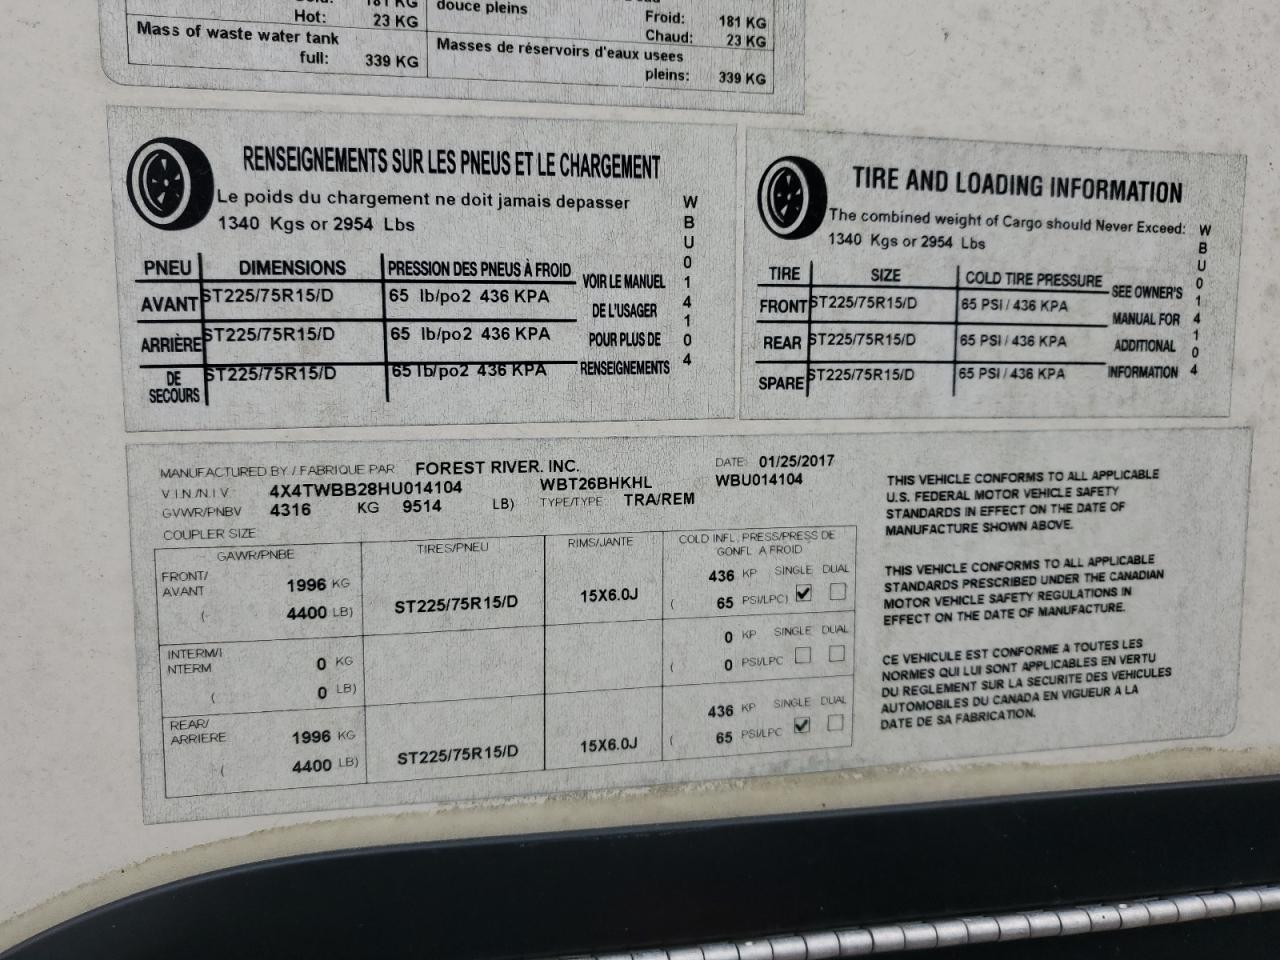 Hot: 23 KG
Mass of waste water tank
full: 339 KG
douce pleins
Froid: 181 KG
Chaud: 23 KG
Masses de réservoirs d'eaux usees
pleins: 339 KG
RENSEIGNEMENTS SUR LES PNEUS ET LE CHARGEMENT
Le poids du chargement ne doit jamais depasser
1340 Kgs or 2954 Lbs
PNEU DIMENSIONS PRESSION DES PNEUS À FROID
AVANT ST225/75R15/D 65 lb/po2 436 KPA
ARRIÈRE ST225/75R15/D 65 lb/po2 436 KPA
DE SECOURS ST225/75R15/D 65 lb/po2 436 KPA
VOIR LE MANUEL
DE L'USAGER
POUR PLUS DE
RENSEIGNEMENTS
WBU014104
TIRE AND LOADING INFORMATION
The combined weight of Cargo should Never Exceed:
1340 Kgs or 2954 Lbs
TIRE SIZE COLD TIRE PRESSURE
FRONT ST225/75R15/D 65 PSI / 436 KPA
REAR ST225/75R15/D 65 PSI / 436 KPA
SPARE ST225/75R15/D 65 PSI / 436 KPA
SEE OWNER'S
MANUAL FOR
ADDITIONAL
INFORMATION
WBU014104
MANUFACTURED BY / FABRIQUE PAR FOREST RIVER. INC. DATE: 01/25/2017
V I N /N I V 4X4TWBB28HU014104 WBT26BHKHL WBU014104
GVWR/PNBV 4316 KG 9514 LB) TYPE/TYPE TRA/REM
COUPLER SIZE
GAWR/PNBE TIRES/PNEU RIMS/JANTE COLD INFL. PRESS/PRESS DE
GONFL A FROID
FRONT/
AVANT 1996 KG ST225/75R15/D 15X6.0J 436 KP SINGLE DUAL
( 4400 LB) ( 65 PSI/LPC)
INTERM/I
NTERM 0 KG 0 KP SINGLE DUAL
( 0 LB) ( 0 PSI/LPC
REAR/
ARRIERE 1996 KG ST225/75R15/D 15X6.0J 436 KP SINGLE DUAL
( 4400 LB) ( 65 PSI/LPC
THIS VEHICLE CONFORMS TO ALL APPLICABLE
U.S. FEDERAL MOTOR VEHICLE SAFETY
STANDARDS IN EFFECT ON THE DATE OF
MANUFACTURE SHOWN ABOVE.
THIS VEHICLE CONFORMS TO ALL APPLICABLE
STANDARDS PRESCRIBED UNDER THE CANADIAN
MOTOR VEHICLE SAFETY REGULATIONS IN
EFFECT ON THE DATE OF MANUFACTURE.
CE VEHICULE EST CONFORME A TOUTES LES
NORMES QUI LUI SONT APPLICABLES EN VERTU
DU REGLEMENT SUR LA SECURITE DES VEHICULES
AUTOMOBILES DU CANADA EN VIGUEUR A LA
DATE DE SA FABRICATION.